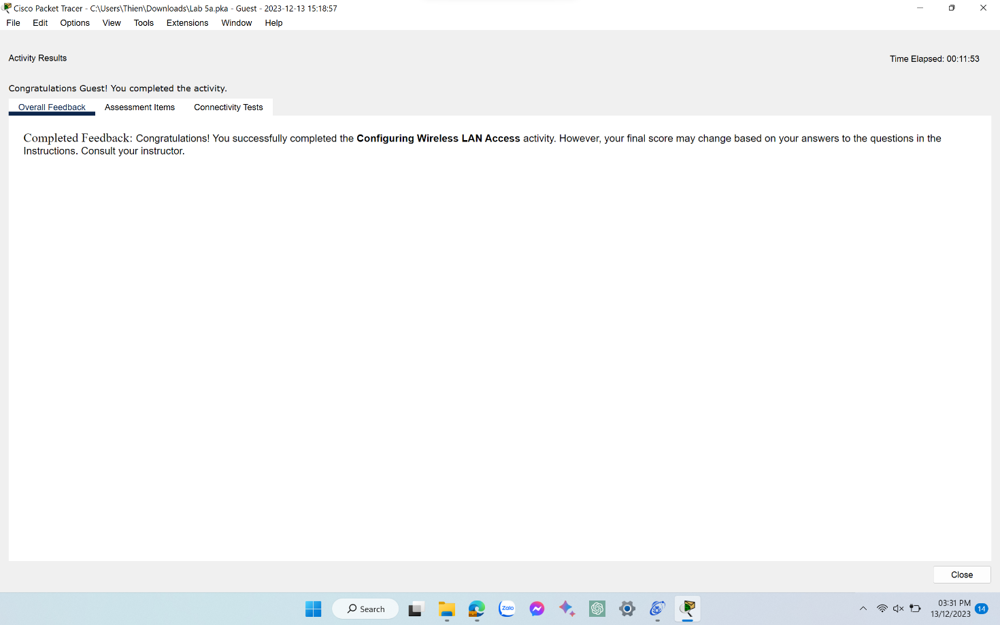 Cisco Packet Tracer - C:\Users\Thien\Downloads\Lab 5a.pka - Guest - 2023-12-13 15:18:57
File Edit Options View Tools Extensions Window Help
Activity Results
Time Elapsed: 00:11:53
Congratulations Guest! You completed the activity.
Overall Feedback Assessment Items Connectivity Tests
Completed Feedback: Congratulations! You successfully completed the Configuring Wireless LAN Access activity. However, your final score may change based on your answers to the questions in the
Instructions. Consult your instructor.
Close
Search
Zalo
03:31 PM
13/12/2023
14